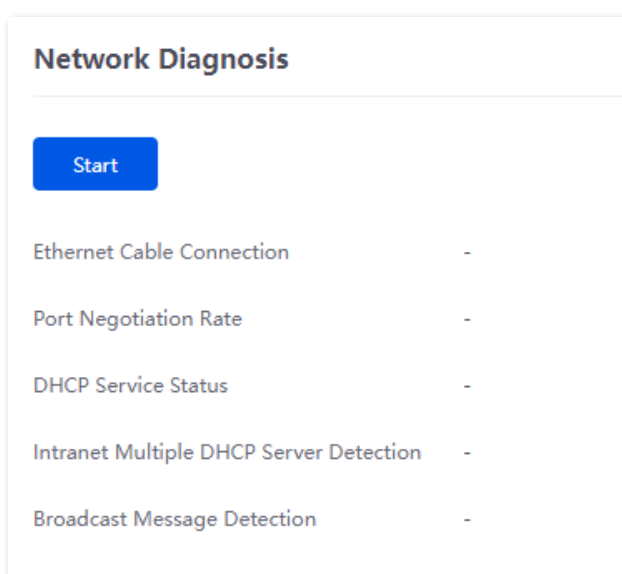 Network Diagnosis
Start
Ethernet Cable Connection -
Port Negotiation Rate -
DHCP Service Status -
Intranet Multiple DHCP Server Detection -
Broadcast Message Detection -